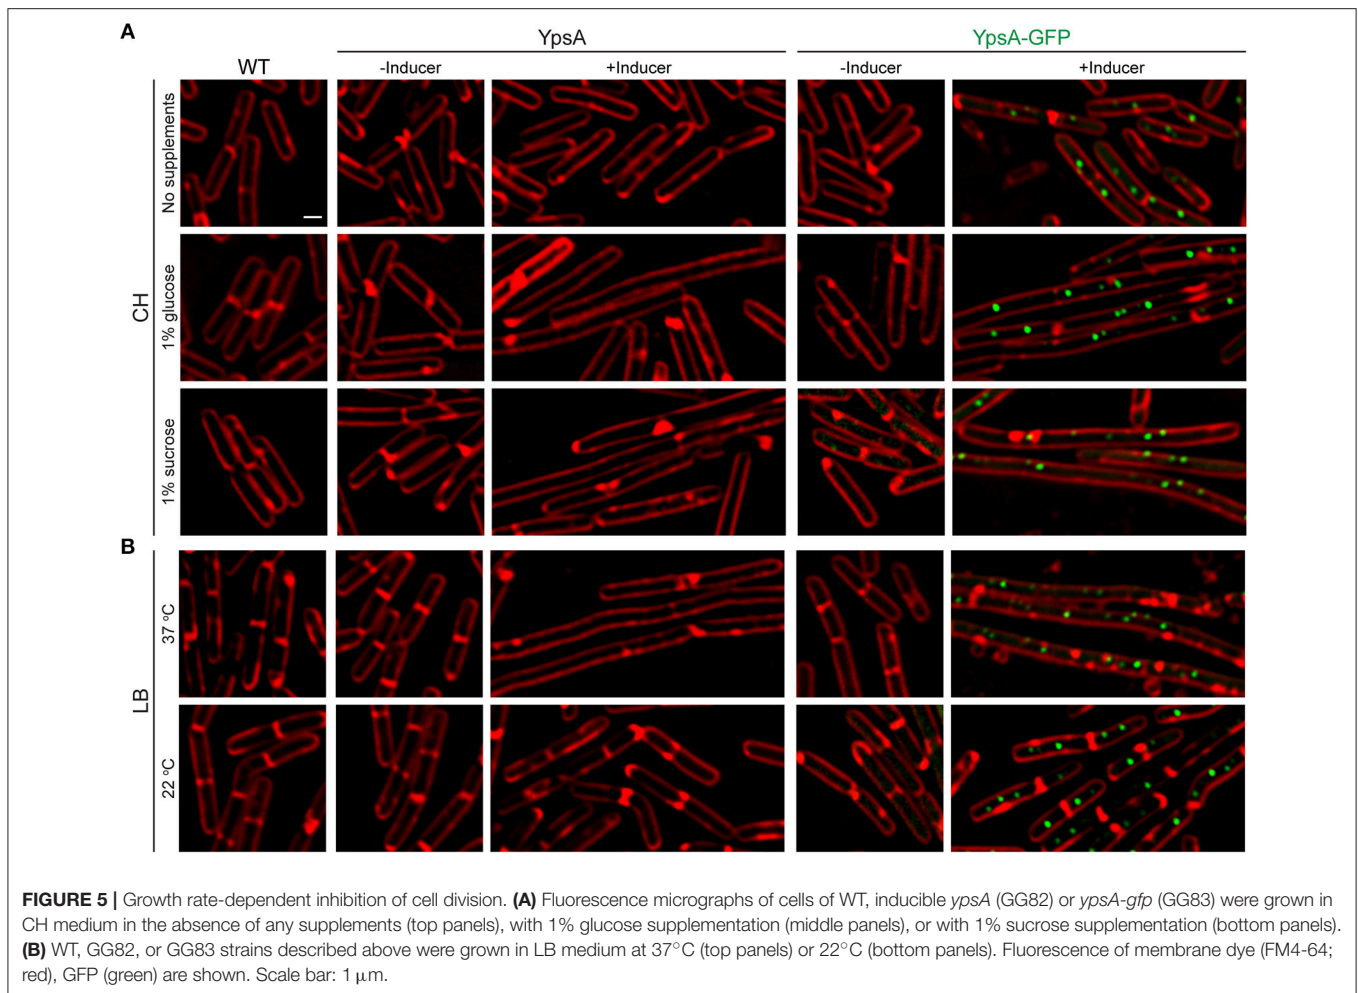 A
YpsA
YpsA-GFP
WT
-Inducer
+Inducer
-Inducer
+Inducer
CH
No supplements
1% glucose
1% sucrose
B
LB
37 °C
22 °C
FIGURE 5 | Growth rate-dependent inhibition of cell division. (A) Fluorescence micrographs of cells of WT, inducible ypsA (GG82) or ypsA-gfp (GG83) were grown in
CH medium in the absence of any supplements (top panels), with 1% glucose supplementation (middle panels), or with 1% sucrose supplementation (bottom panels).
(B) WT, GG82, or GG83 strains described above were grown in LB medium at 37°C (top panels) or 22°C (bottom panels). Fluorescence of membrane dye (FM4-64;
red), GFP (green) are shown. Scale bar: 1 μm.